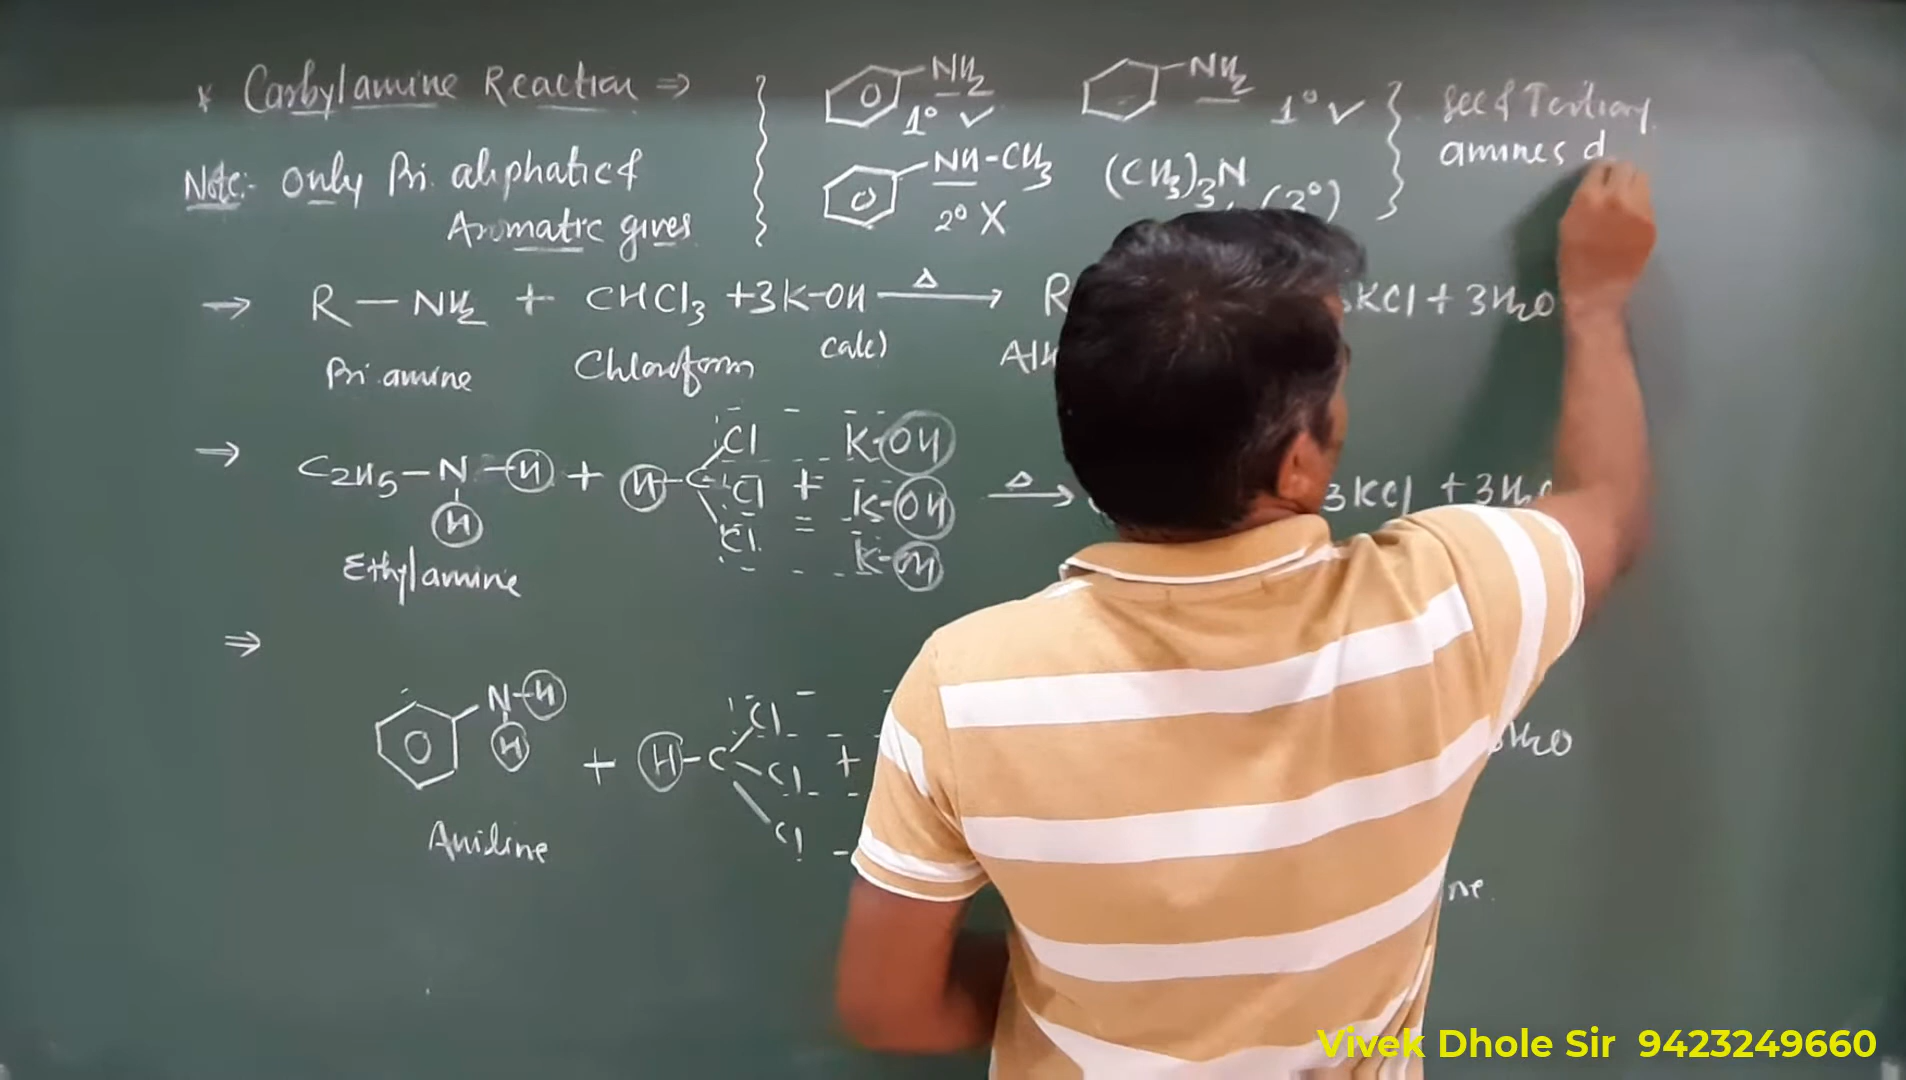 * Carbylamine Reaction ⇒
Note:- Only Pri. aliphatic &
Aromatic gives
NH2
1° ✓
NH2
1° ✓
NH-CH3
2° X
(CH3)3N
(3°)
Sec & Tertiary
amines d
→ R — NH2 + CHCl3 + 3K-OH Δ→ R KCl + 3H2O
Pri. amine Chloroform (alc) Alk
⇒ C2H5 — N — H + H - C Cl Cl Cl + K-OH K-OH K-OH Δ→ 3KCl + 3H2O
H
Ethylamine
⇒
N-H
H
+ H - C Cl Cl Cl + 3H2O
Aniline
ne.
Vivek Dhole Sir 9423249660